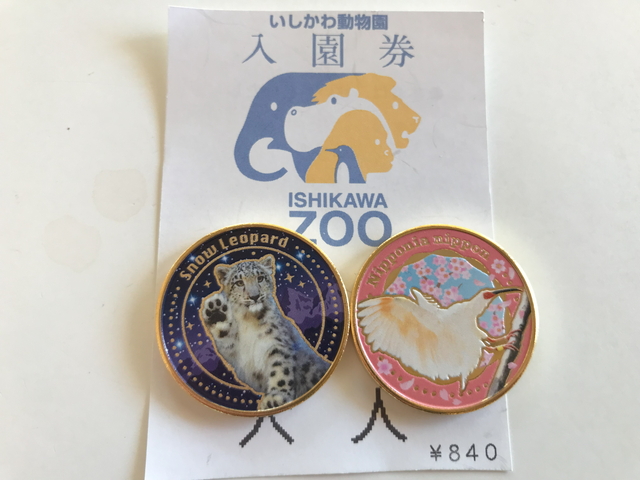 いしかわ動物園
入園券
ISHIKAWA
ZOO
Snow Leopard
Nipponia nippon
大人
¥840